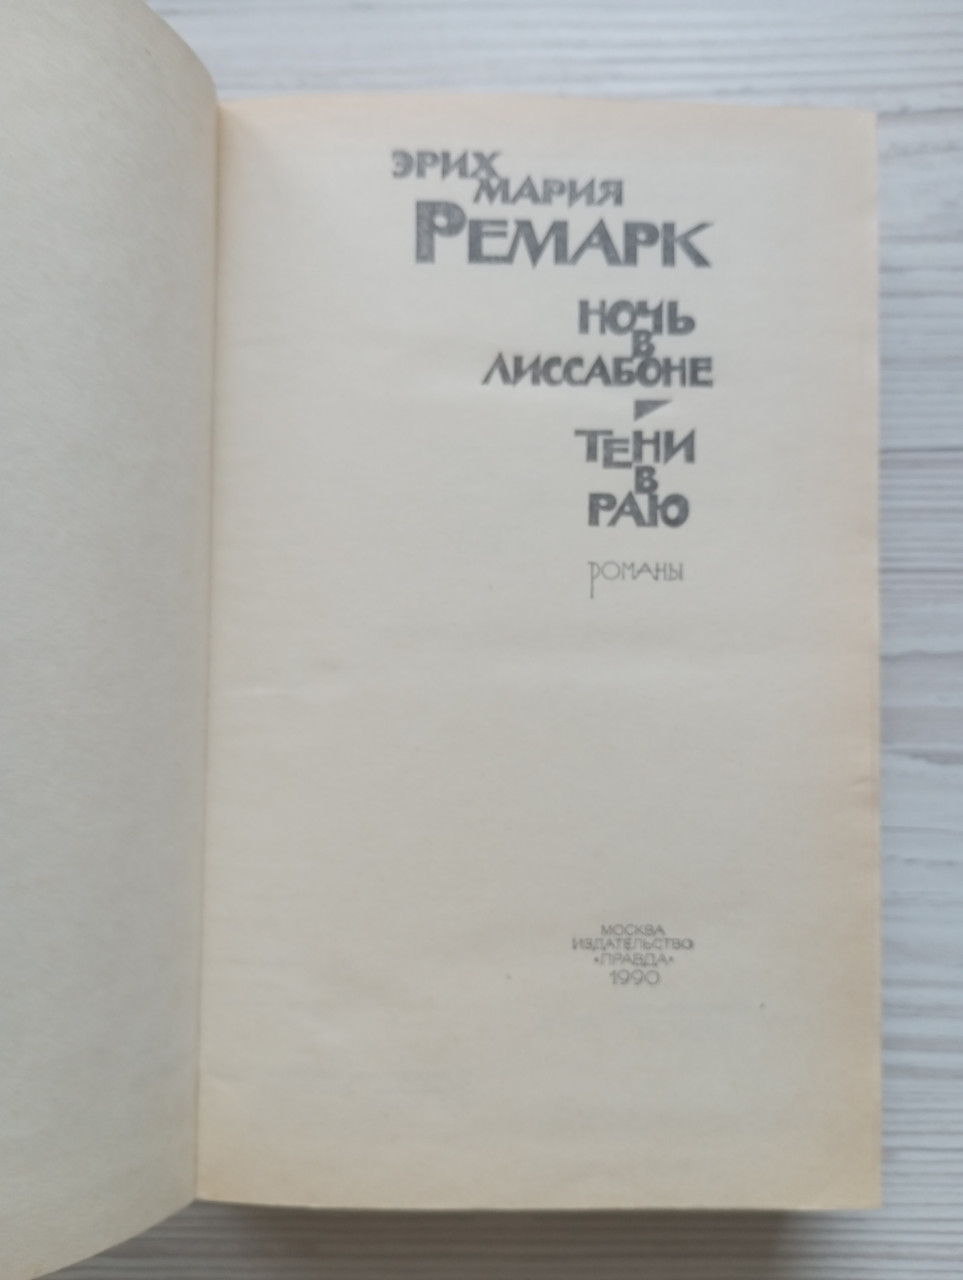 ЭРИХ
МАРИЯ
РЕМАРК
НОЧЬ
В
ЛИССАБОНЕ
ТЕНИ
В
РАЮ
РОМАНЫ
МОСКВА
ИЗДАТЕЛЬСТВО
«ПРАВДА»
1990